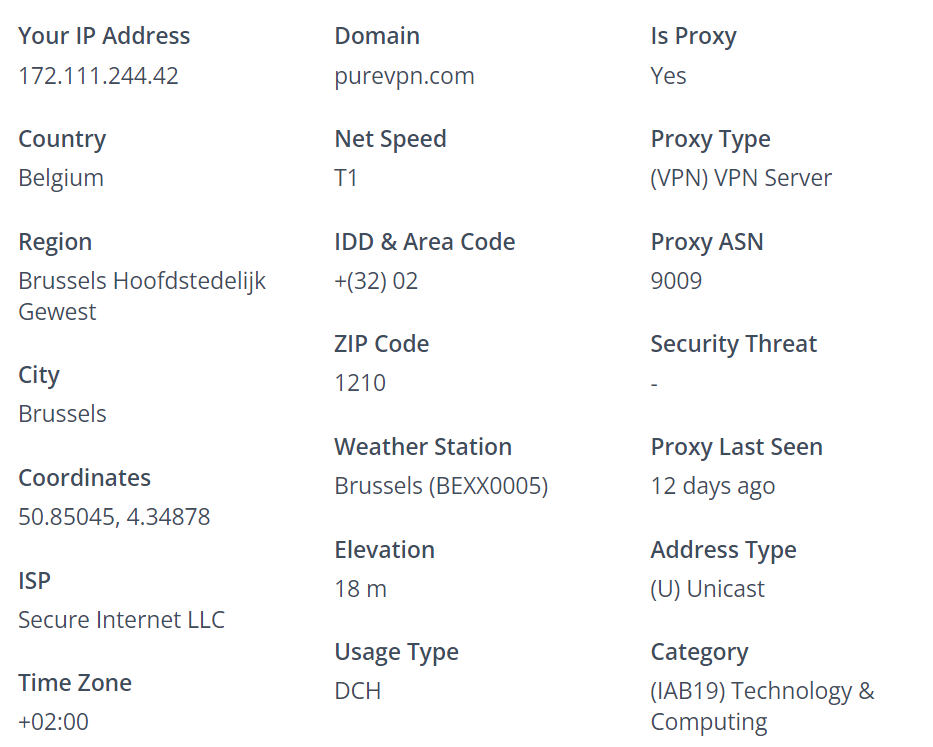 Your IP Address
172.111.244.42
Country
Belgium
Region
Brussels Hoofdstedelijk
Gewest
City
Brussels
Coordinates
50.85045, 4.34878
ISP
Secure Internet LLC
Time Zone
+02:00
Domain
purevpn.com
Net Speed
T1
IDD & Area Code
+(32) 02
ZIP Code
1210
Weather Station
Brussels (BEXX0005)
Elevation
18 m
Usage Type
DCH
Is Proxy
Yes
Proxy Type
(VPN) VPN Server
Proxy ASN
9009
Security Threat
-
Proxy Last Seen
12 days ago
Address Type
(U) Unicast
Category
(IAB19) Technology &
Computing